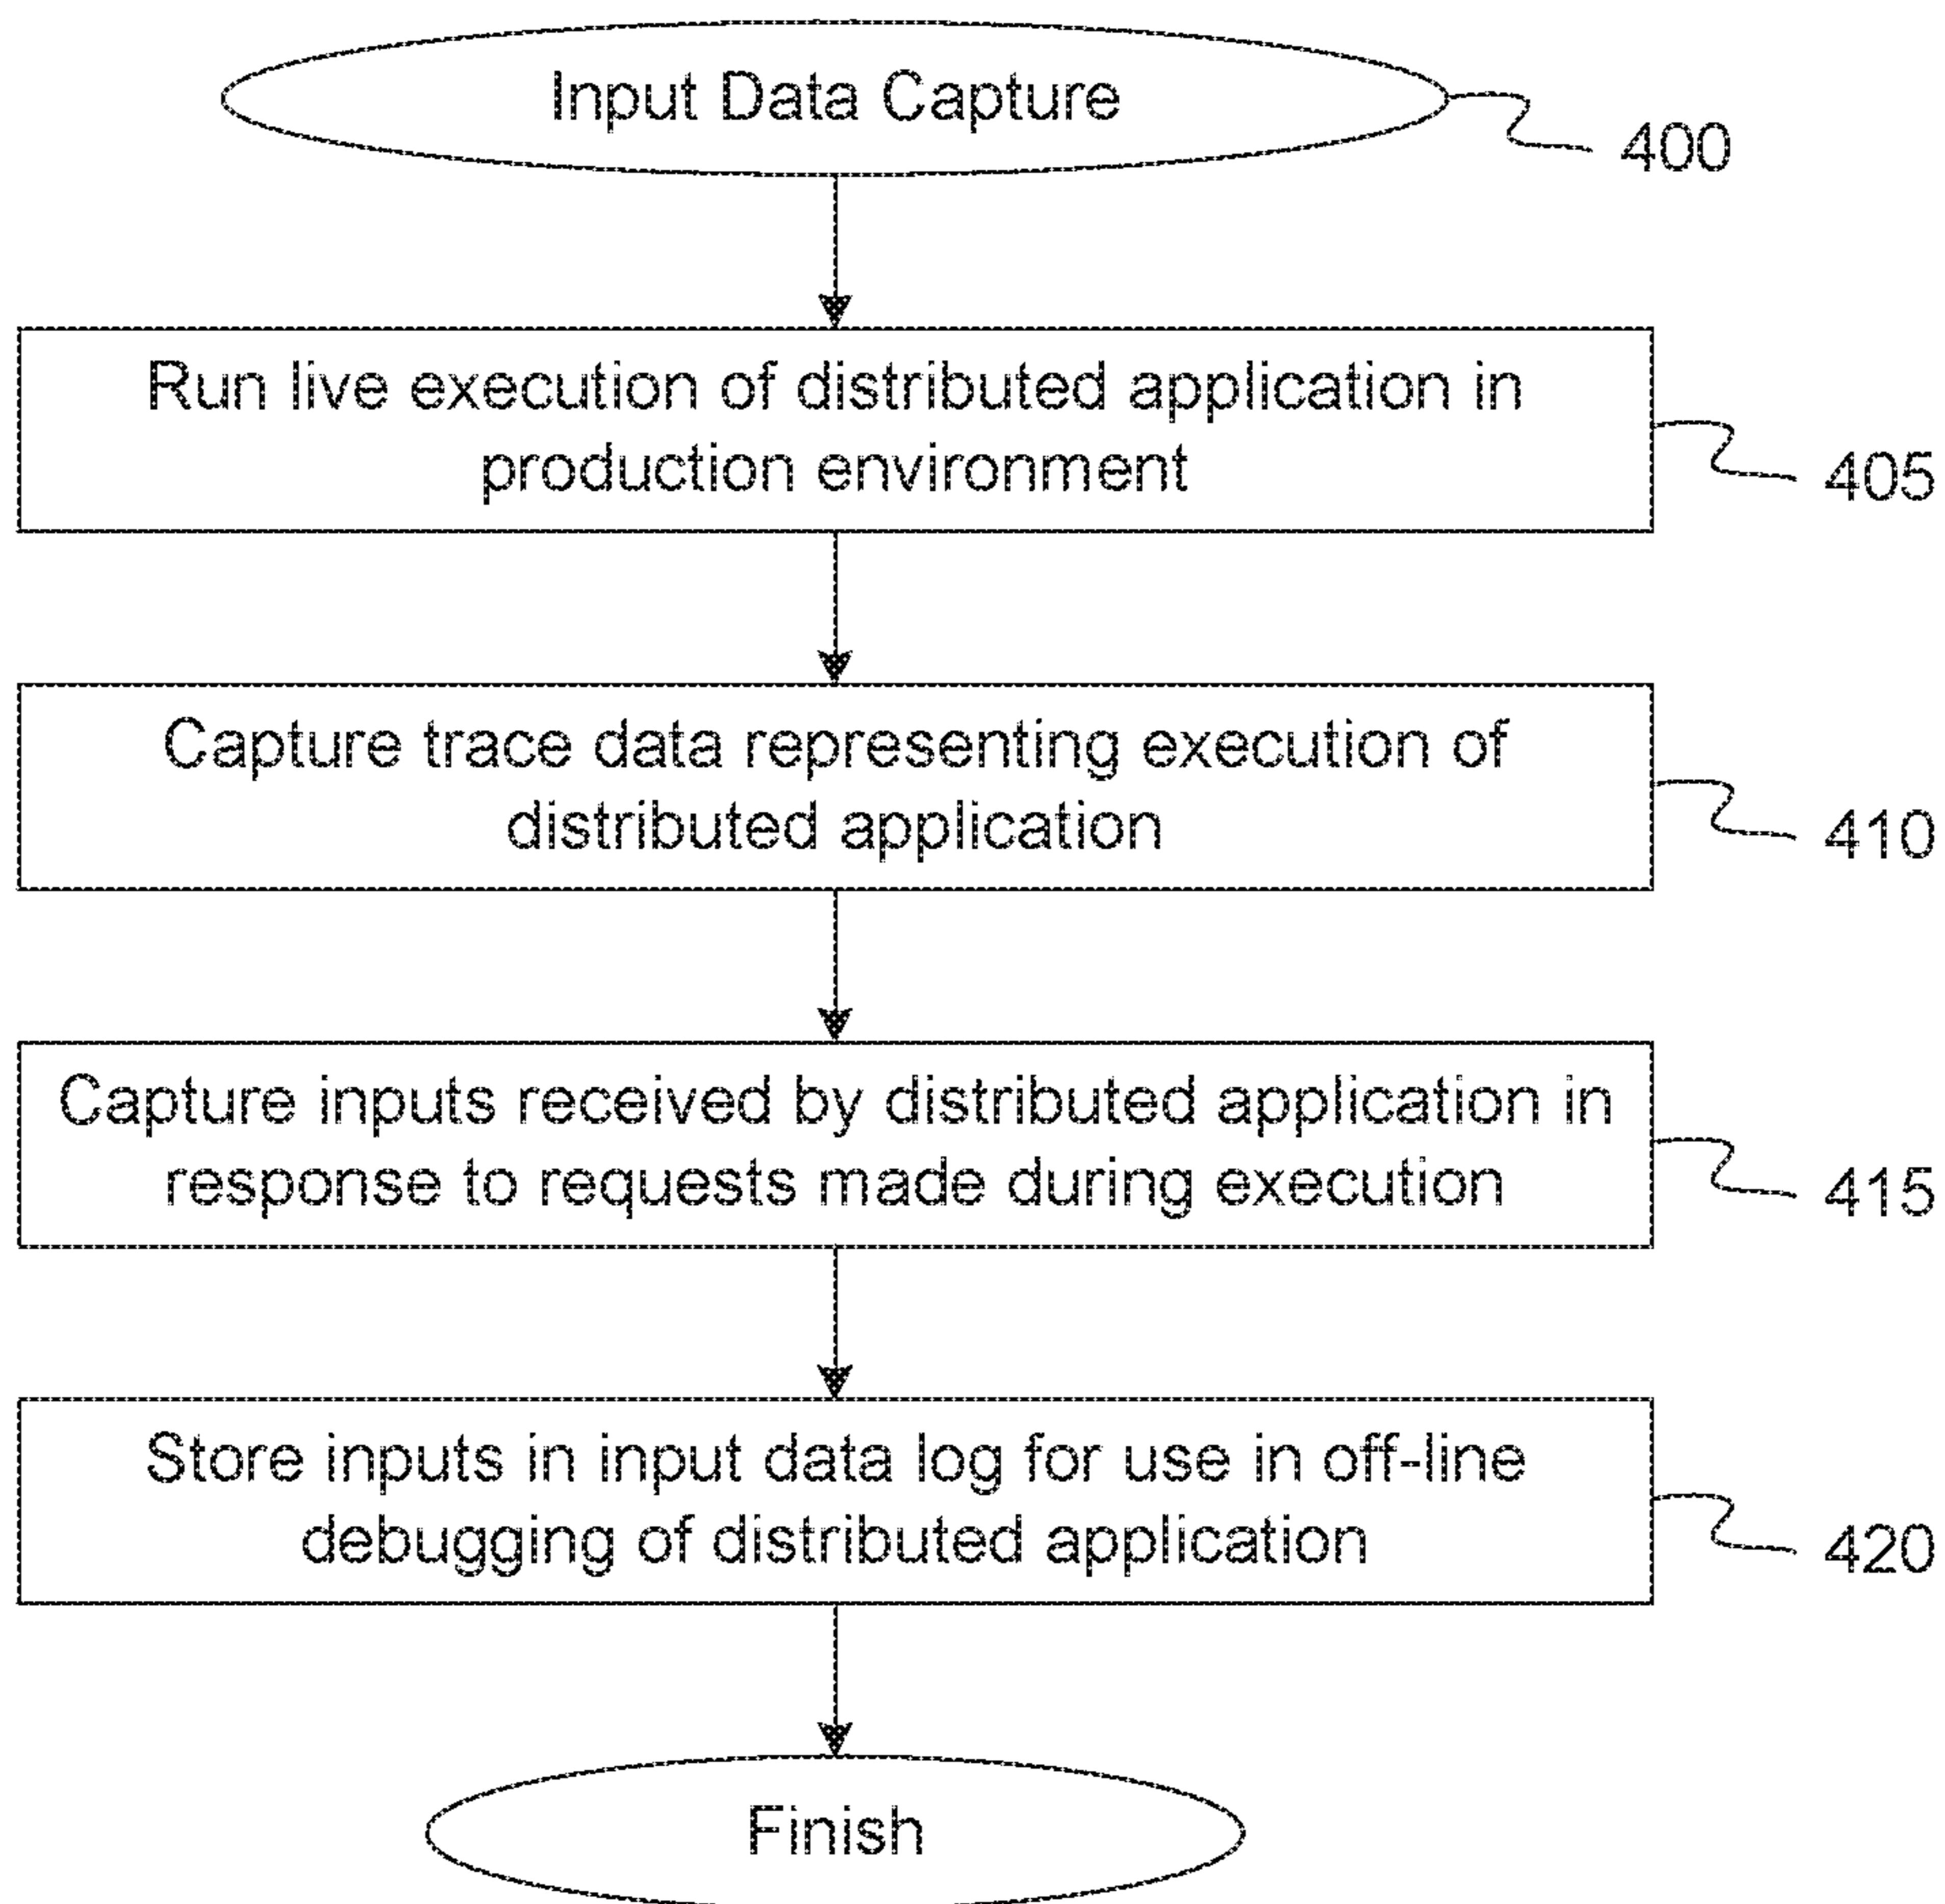 Input Data Capture
400
Run live execution of distributed application in
production environment
405
Capture trace data representing execution of
distributed application
410
Capture inputs received by distributed application in
response to requests made during execution
415
Store inputs in input data log for use in off-line
debugging of distributed application
420
Finish